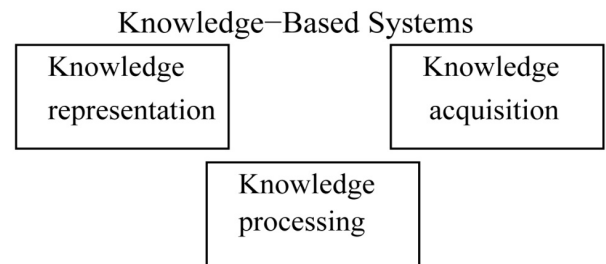 Knowledge−Based Systems
Knowledge
representation
Knowledge
acquisition
Knowledge
processing